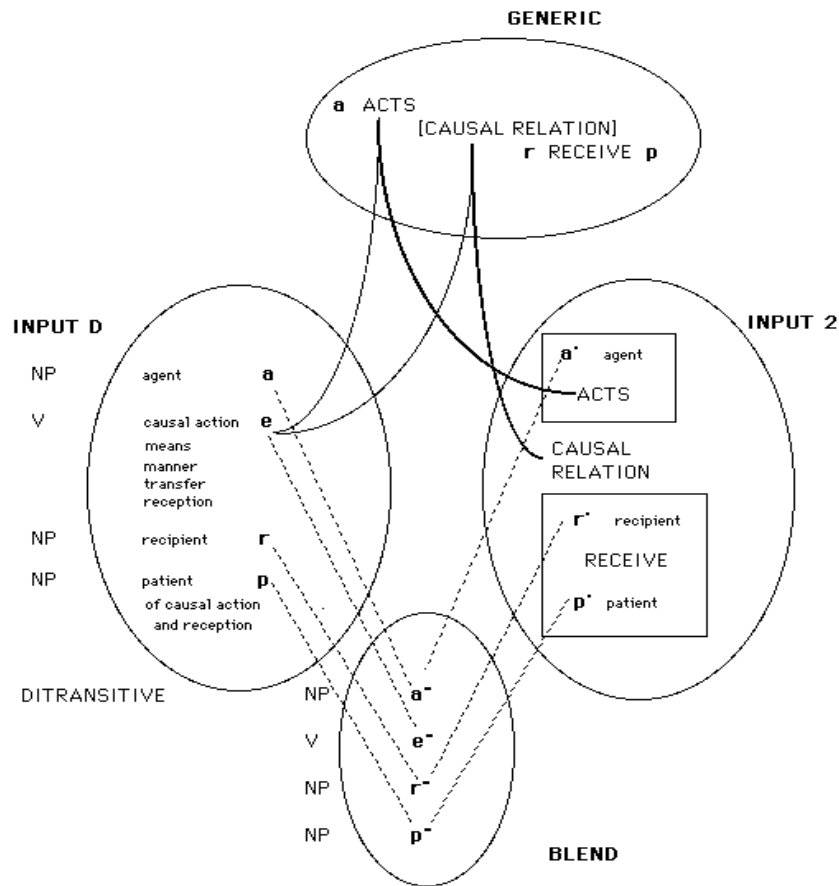 GENERIC
a ACTS
[CAUSAL RELATION]
r RECEIVE p
INPUT D
NP agent a
V causal action e
means
manner
transfer
reception
NP recipient r
NP patient p
of causal action
and reception
DITRANSITIVE
INPUT 2
a' agent
ACTS
CAUSAL
RELATION
r' recipient
RECEIVE
p' patient
NP a"
V e"
NP r"
NP p"
BLEND